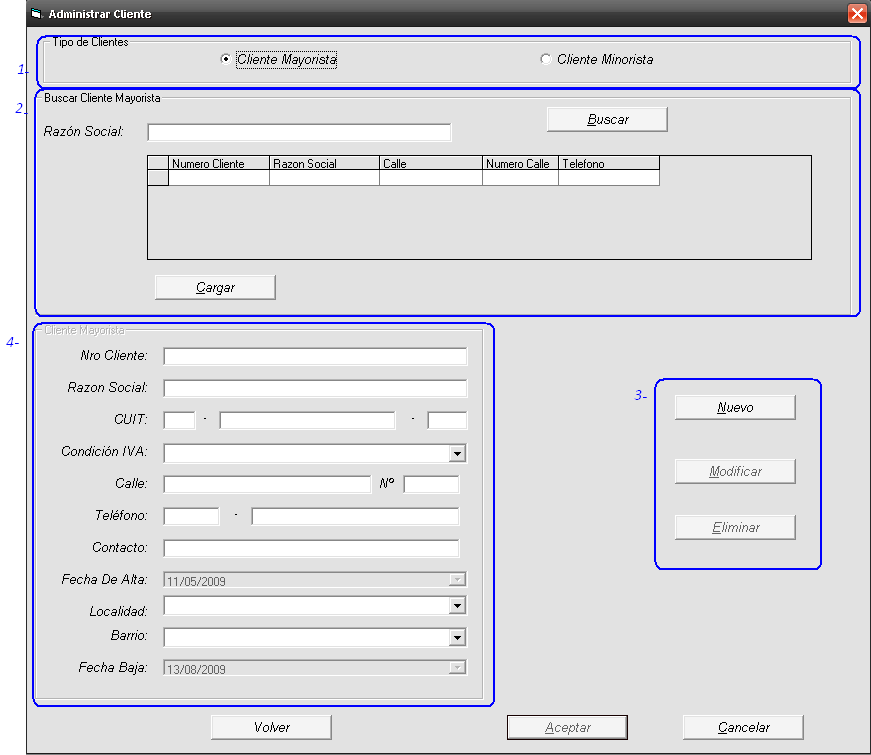 Administrar Cliente
1-
Tipo de Clientes
Cliente Mayorista
Cliente Minorista
2-
Buscar Cliente Mayorista
Razón Social:
Buscar
Numero Cliente Razon Social Calle Numero Calle Telefono
Cargar
4-
Cliente Mayorista
Nro Cliente:
Razon Social:
CUIT: - -
Condición IVA:
Calle: Nº
Teléfono: -
Contacto:
Fecha De Alta: 11/05/2009
Localidad:
Barrio:
Fecha Baja: 13/08/2009
3-
Nuevo
Modificar
Eliminar
Volver
Aceptar
Cancelar